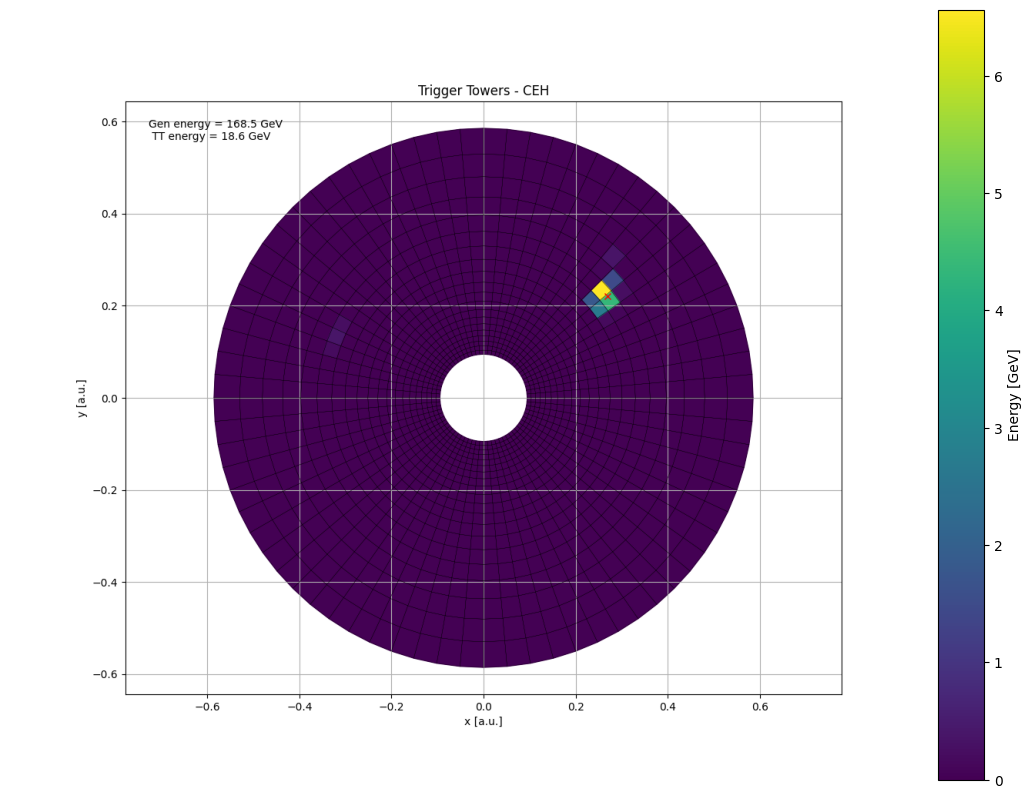 Trigger Towers - CEH
Gen energy = 168.5 GeV
TT energy = 18.6 GeV
0.6
0.4
0.2
0.0
−0.2
−0.4
−0.6
y [a.u.]
−0.6 −0.4 −0.2 0.0 0.2 0.4 0.6
x [a.u.]
6
5
4
3
2
1
0
Energy [GeV]